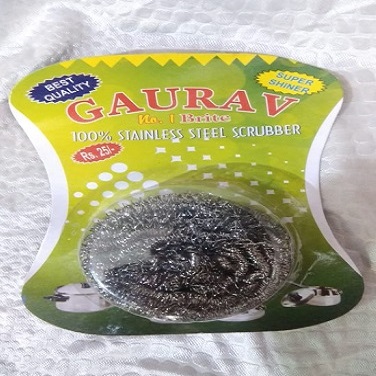 BEST
QUALITY
SUPER
SHINER
GAURAV
No. 1 Brite
100% STAINLESS STEEL SCRUBBER
Rs. 25/-